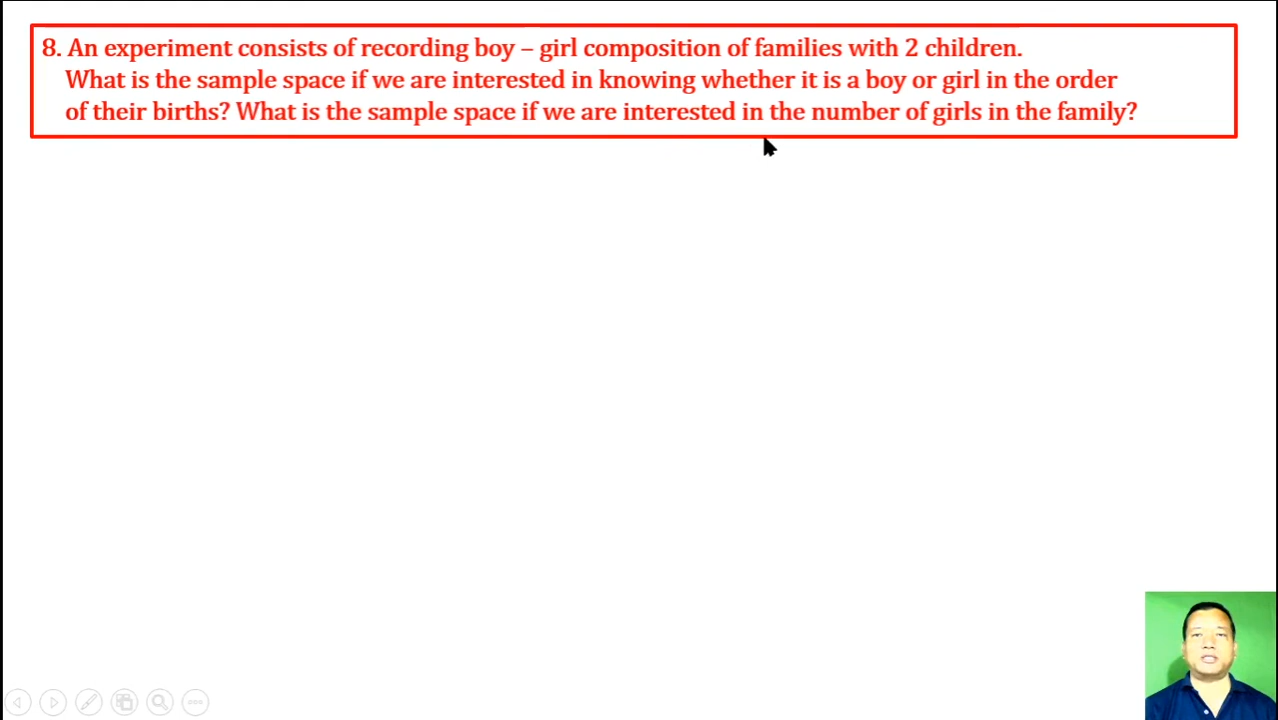 8. An experiment consists of recording boy – girl composition of families with 2 children.
What is the sample space if we are interested in knowing whether it is a boy or girl in the order
of their births? What is the sample space if we are interested in the number of girls in the family?